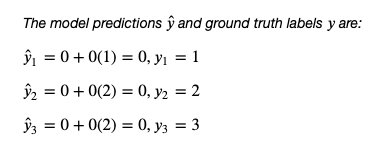 The model predictions ŷ and ground truth labels y are:
ŷ₁ = 0 + 0(1) = 0, y₁ = 1
ŷ₂ = 0 + 0(2) = 0, y₂ = 2
ŷ₃ = 0 + 0(2) = 0, y₃ = 3